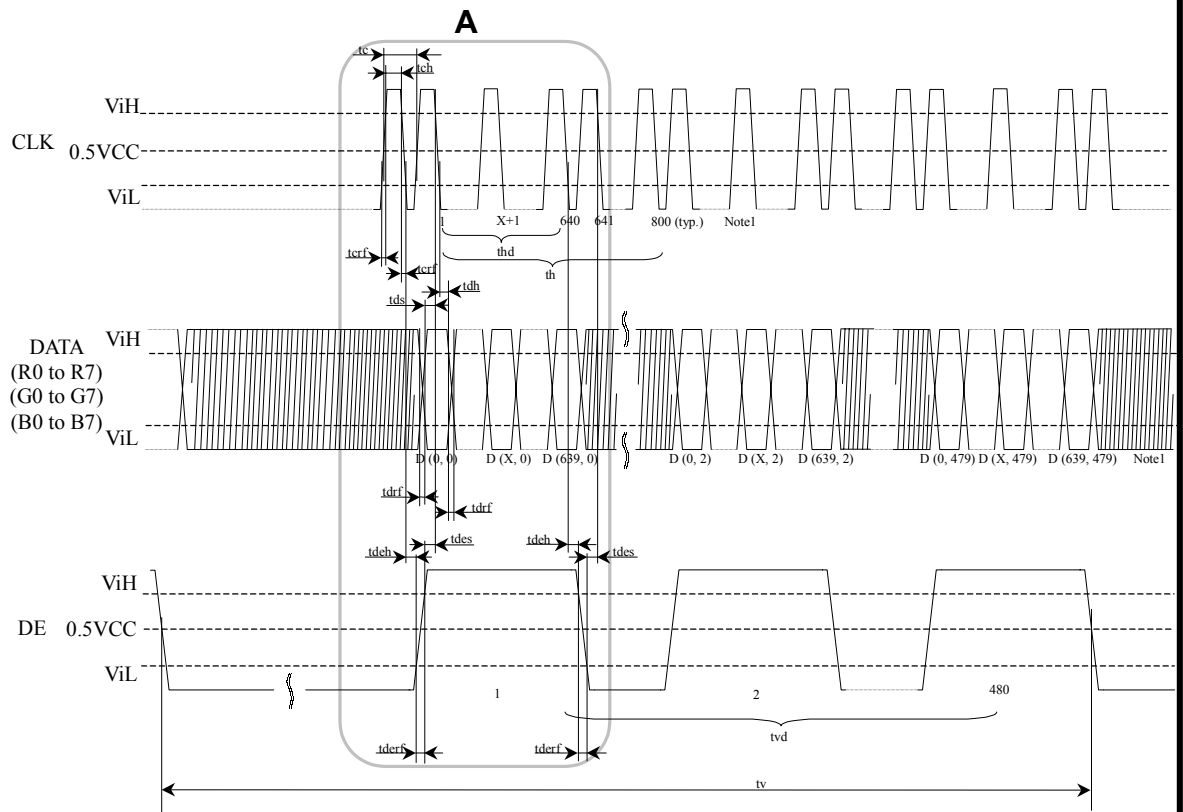 A
tc
tch
ViH
CLK 0.5VCC
ViL
1 X+1 640 641 800 (typ.) Note1
thd
th
tcrf
tcrf
tdh
tds
ViH
DATA
(R0 to R7)
(G0 to G7)
(B0 to B7)
ViL
D (0, 0) D (X, 0) D (639, 0) D (0, 2) D (X, 2) D (639, 2) D (0, 479) D (X, 479) D (639, 479) Note1
tdrf
tdrf
tdes tdeh
tdeh tdes
ViH
DE 0.5VCC
ViL
1 2 480
tvd
tderf tderf
tv